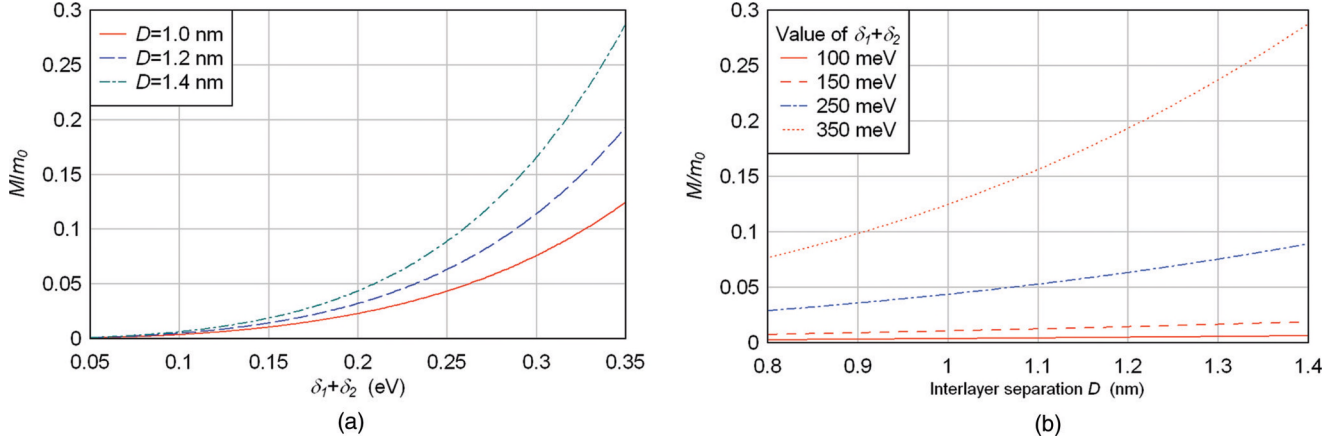 0.3
0.25
0.2
0.15
0.1
0.05
0
M/m₀
D=1.0 nm
D=1.2 nm
D=1.4 nm
0.05 0.1 0.15 0.2 0.25 0.3 0.35
δ₁+δ₂ (eV)
(a)
0.3
0.25
0.2
0.15
0.1
0.05
0
M/m₀
Value of δ₁+δ₂
100 meV
150 meV
250 meV
350 meV
0.8 0.9 1 1.1 1.2 1.3 1.4
Interlayer separation D (nm)
(b)